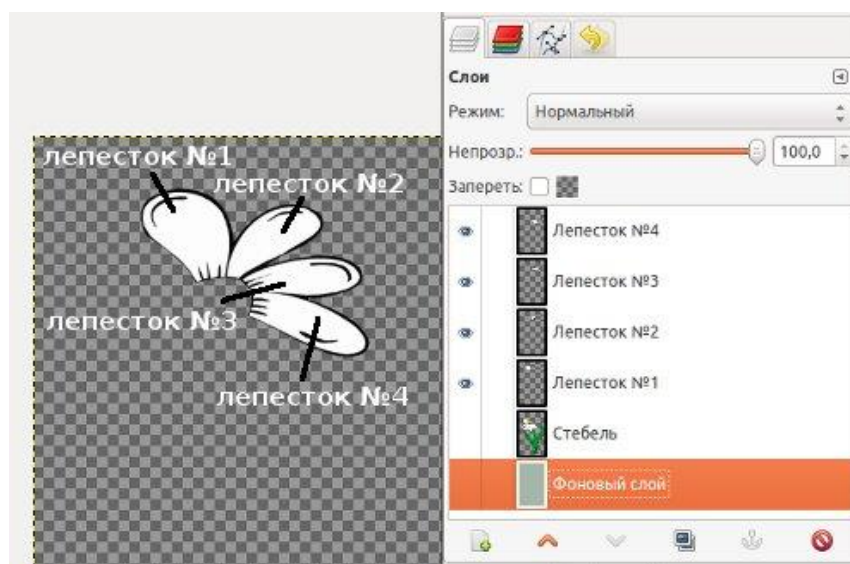 лепесток №1
лепесток №2
лепесток №3
лепесток №4
Слои
Режим: Нормальный
Непрозр.: 100,0
Запереть:
Лепесток №4
Лепесток №3
Лепесток №2
Лепесток №1
Стебель
Фоновый слой